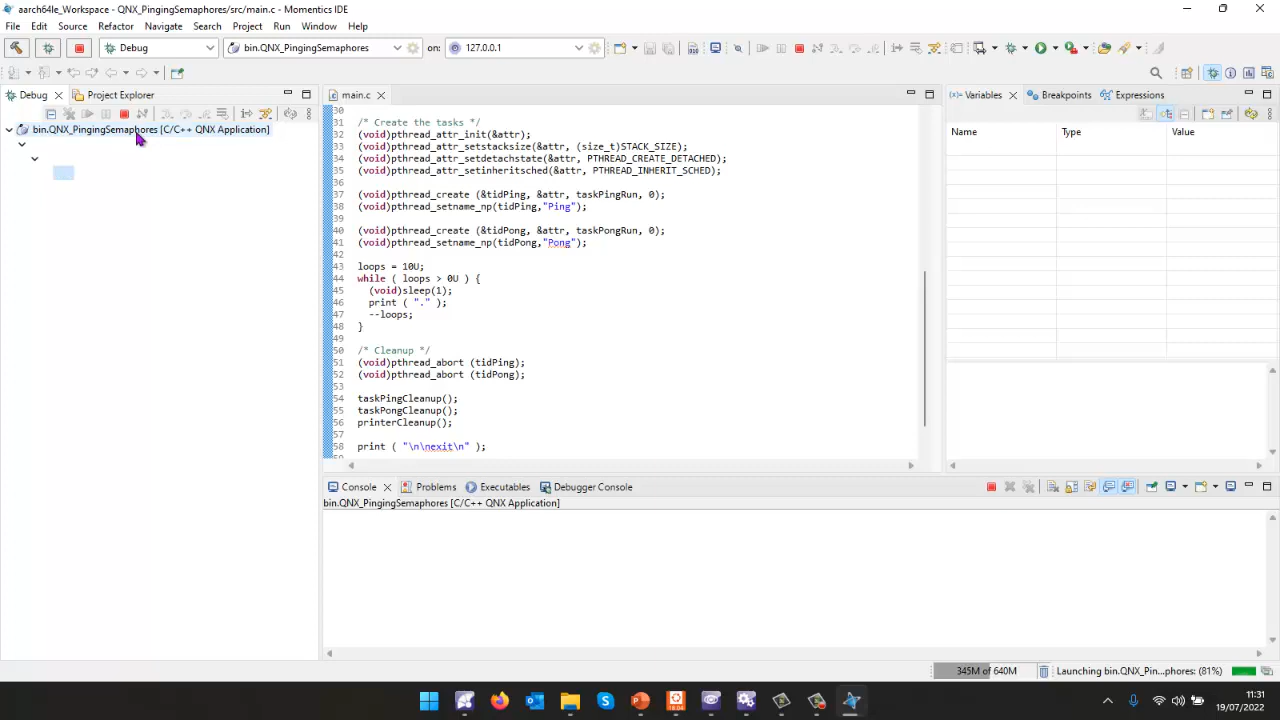 aarch64le_Workspace - QNX_PingingSemaphores/src/main.c - Momentics IDE
File Edit Source Refactor Navigate Search Project Run Window Help
Debug bin.QNX_PingingSemaphores on: 127.0.0.1
Debug Project Explorer
bin.QNX_PingingSemaphores [C/C++ QNX Application]
main.c
30
31 /* Create the tasks */
32 (void)pthread_attr_init(&attr);
33 (void)pthread_attr_setstacksize(&attr, (size_t)STACK_SIZE);
34 (void)pthread_attr_setdetachstate(&attr, PTHREAD_CREATE_DETACHED);
35 (void)pthread_attr_setinheritsched(&attr, PTHREAD_INHERIT_SCHED);
36
37 (void)pthread_create (&tidPing, &attr, taskPingRun, 0);
38 (void)pthread_setname_np(tidPing,"Ping");
39
40 (void)pthread_create (&tidPong, &attr, taskPongRun, 0);
41 (void)pthread_setname_np(tidPong,"Pong");
42
43 loops = 10U;
44 while ( loops > 0U ) {
45 (void)sleep(1);
46 print ( "." );
47 --loops;
48 }
49
50 /* Cleanup */
51 (void)pthread_abort (tidPing);
52 (void)pthread_abort (tidPong);
53
54 taskPingCleanup();
55 taskPongCleanup();
56 printerCleanup();
57
58 print ( "\n\nexit\n" );
(x)= Variables Breakpoints Expressions
Name Type Value
Console Problems Executables Debugger Console
bin.QNX_PingingSemaphores [C/C++ QNX Application]
345M of 640M Launching bin.QNX_Pin...phores: (81%)
11:31
19/07/2022